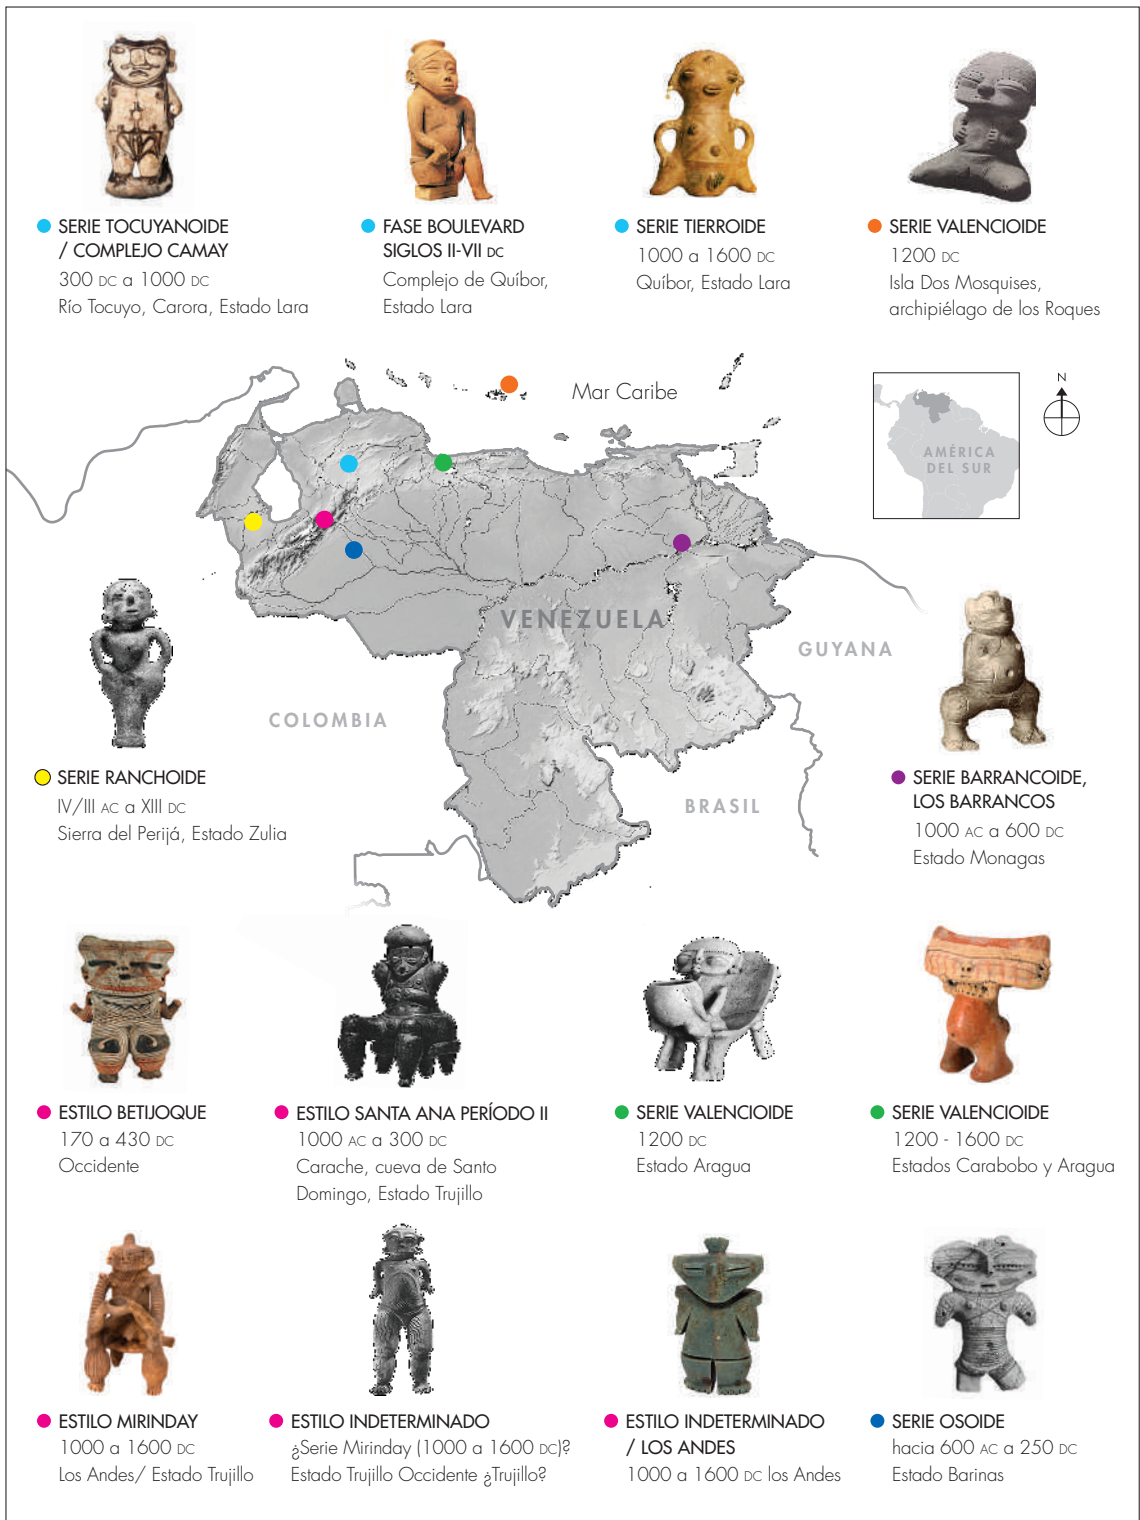 SERIE TOCUYANOIDE
/ COMPLEJO CAMAY
300 DC a 1000 DC
Río Tocuyo, Carora, Estado Lara
FASE BOULEVARD
SIGLOS II-VII DC
Complejo de Quíbor,
Estado Lara
SERIE TIERROIDE
1000 a 1600 DC
Quíbor, Estado Lara
SERIE VALENCIOIDE
1200 DC
Isla Dos Mosquises,
archipiélago de los Roques
Mar Caribe
N
AMÉRICA
DEL SUR
VENEZUELA
GUYANA
COLOMBIA
BRASIL
SERIE RANCHOIDE
IV/III AC a XIII DC
Sierra del Perijá, Estado Zulia
SERIE BARRANCOIDE,
LOS BARRANCOS
1000 AC a 600 DC
Estado Monagas
ESTILO BETIJOQUE
170 a 430 DC
Occidente
ESTILO SANTA ANA PERÍODO II
1000 AC a 300 DC
Carache, cueva de Santo
Domingo, Estado Trujillo
SERIE VALENCIOIDE
1200 DC
Estado Aragua
SERIE VALENCIOIDE
1200 - 1600 DC
Estados Carabobo y Aragua
ESTILO MIRINDAY
1000 a 1600 DC
Los Andes/ Estado Trujillo
ESTILO INDETERMINADO
¿Serie Mirinday (1000 a 1600 DC)?
Estado Trujillo Occidente ¿Trujillo?
ESTILO INDETERMINADO
/ LOS ANDES
1000 a 1600 DC los Andes
SERIE OSOIDE
hacia 600 AC a 250 DC
Estado Barinas